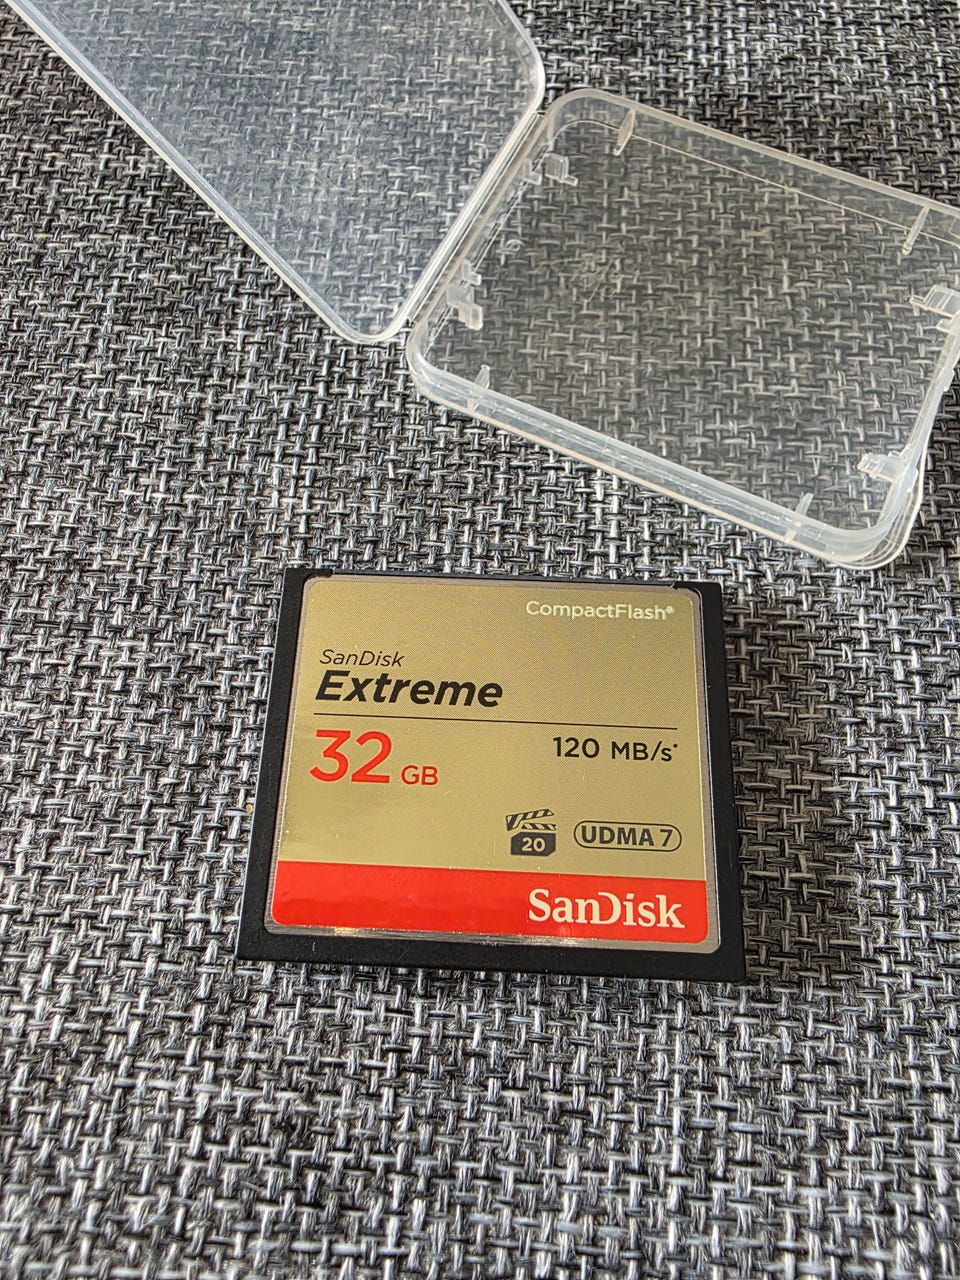 CompactFlash®
SanDisk
Extreme
32 GB
120 MB/s*
20
UDMA 7
SanDisk